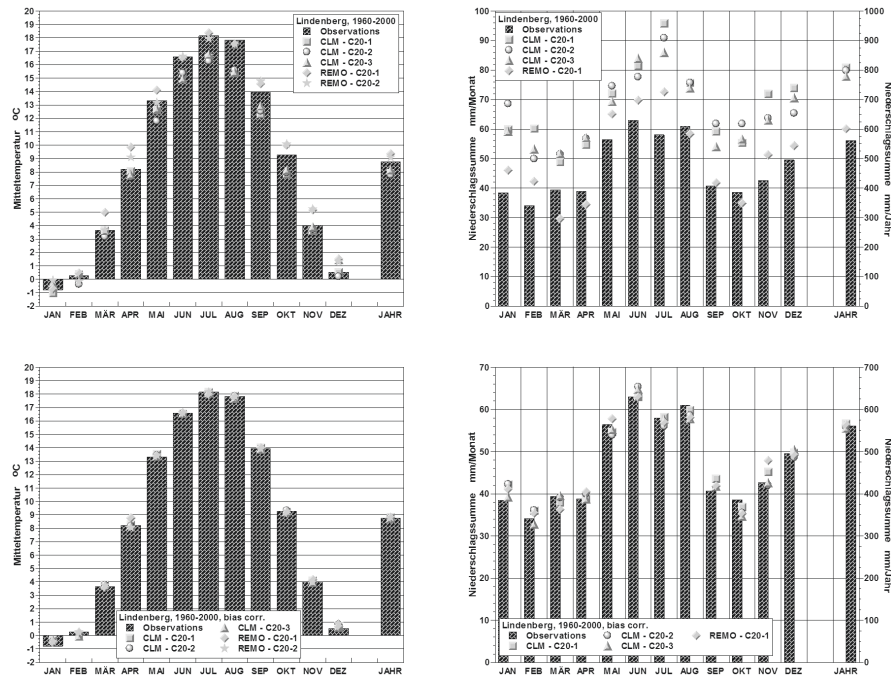 Lindenberg, 1960-2000
Observations
CLM - C20-1
CLM - C20-2
CLM - C20-3
REMO - C20-1
REMO - C20-2
Mitteltemperatur ºC
20
19
18
17
16
15
14
13
12
11
10
9
8
7
6
5
4
3
2
1
0
-1
-2
JAN FEB MÄR APR MAI JUN JUL AUG SEP OKT NOV DEZ JAHR
Lindenberg, 1960-2000
Observations
CLM - C20-1
CLM - C20-2
CLM - C20-3
REMO - C20-1
Niederschlagssumme mm/Monat
100
90
80
70
60
50
40
30
20
10
0
Niederschlagssumme mm/Jahr
1000
900
800
700
600
500
400
300
200
100
0
JAN FEB MÄR APR MAI JUN JUL AUG SEP OKT NOV DEZ JAHR
Mitteltemperatur ºC
20
19
18
17
16
15
14
13
12
11
10
9
8
7
6
5
4
3
2
1
0
-1
-2
Lindenberg, 1960-2000, bias corr.
Observations CLM - C20-3
CLM - C20-1 REMO - C20-1
CLM - C20-2 REMO - C20-2
JAN FEB MÄR APR MAI JUN JUL AUG SEP OKT NOV DEZ JAHR
Niederschlagssumme mm/Monat
70
60
50
40
30
20
10
0
Niederschlagssumme mm/Jahr
700
600
500
400
300
200
100
0
Lindenberg, 1960-2000, bias corr.
Observations CLM - C20-2 REMO - C20-1
CLM - C20-1 CLM - C20-3
JAN FEB MÄR APR MAI JUN JUL AUG SEP OKT NOV DEZ JAHR